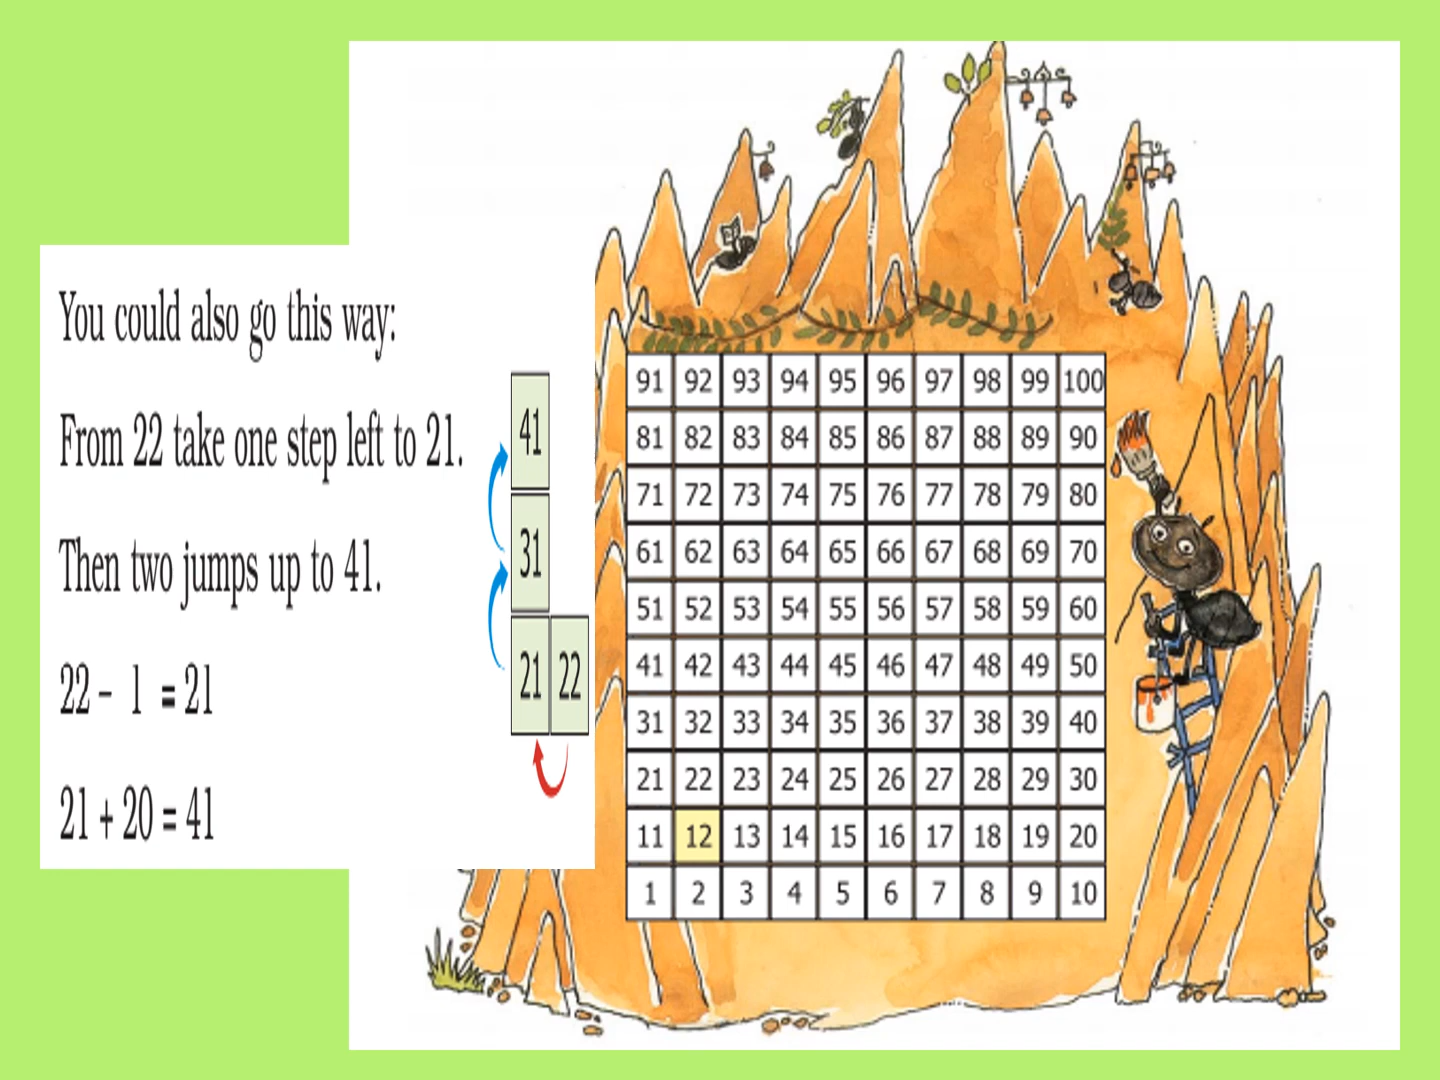 You could also go this way:
From 22 take one step left to 21.
Then two jumps up to 41.
22 – 1 = 21
21 + 20 = 41
41
31
21 22
91 92 93 94 95 96 97 98 99 100
81 82 83 84 85 86 87 88 89 90
71 72 73 74 75 76 77 78 79 80
61 62 63 64 65 66 67 68 69 70
51 52 53 54 55 56 57 58 59 60
41 42 43 44 45 46 47 48 49 50
31 32 33 34 35 36 37 38 39 40
21 22 23 24 25 26 27 28 29 30
11 12 13 14 15 16 17 18 19 20
1 2 3 4 5 6 7 8 9 10